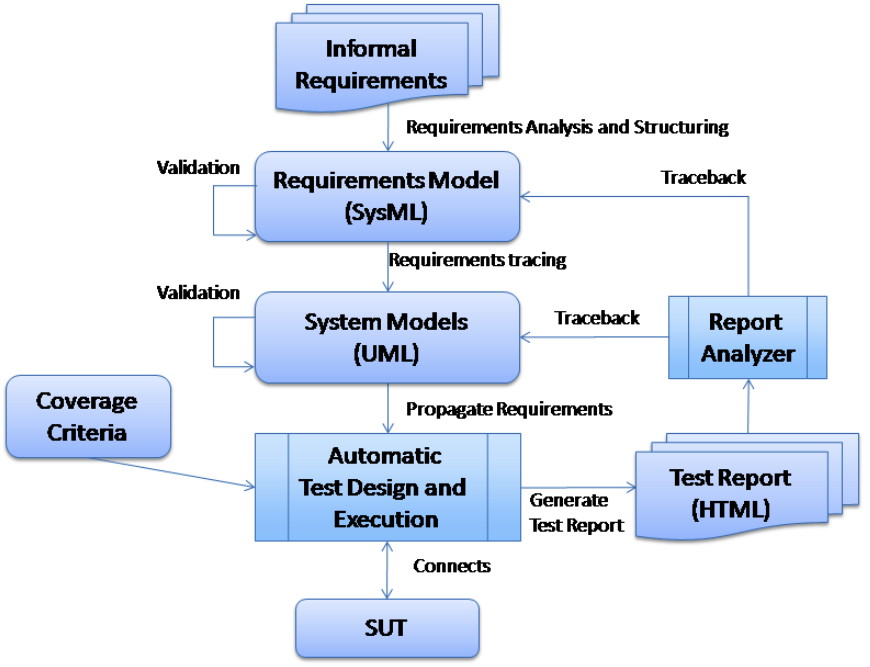 Informal
Requirements
Requirements Analysis and Structuring
Validation
Requirements Model
(SysML)
Traceback
Requirements tracing
Validation
System Models
(UML)
Traceback
Report
Analyzer
Coverage
Criteria
Propagate Requirements
Automatic
Test Design and
Execution
Generate
Test Report
Test Report
(HTML)
Connects
SUT